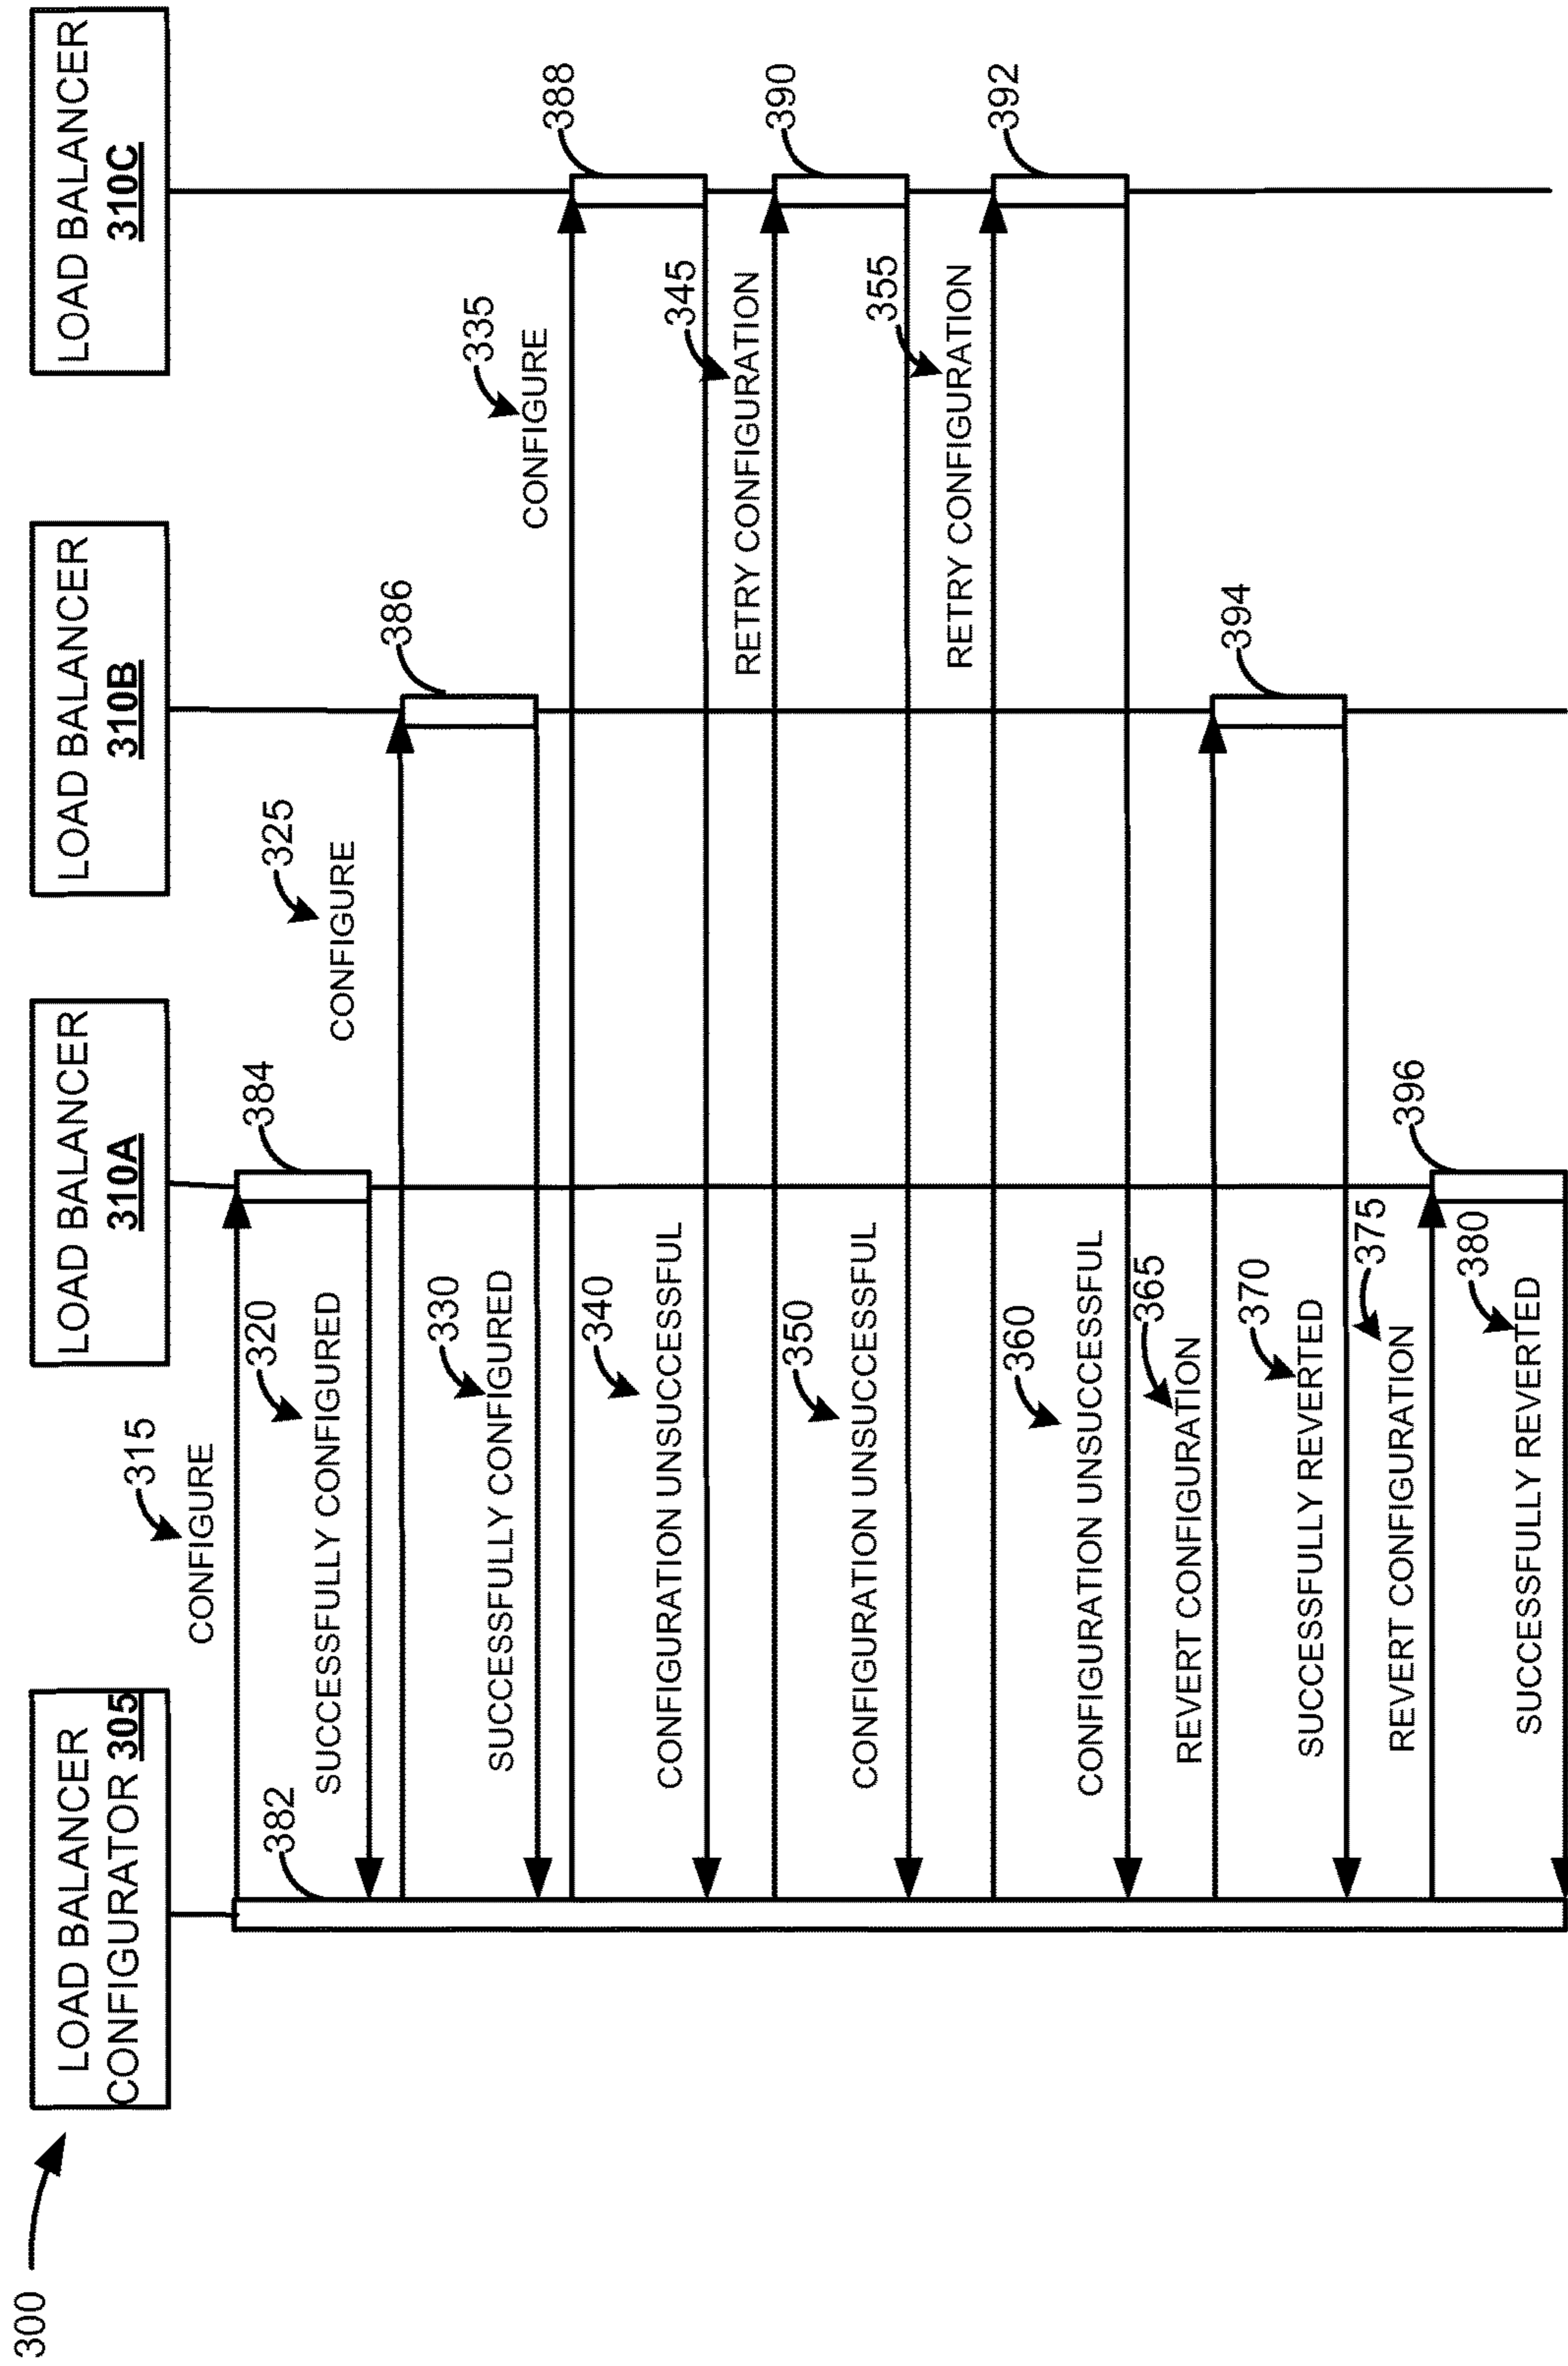 300
LOAD BALANCER
CONFIGURATOR 305
LOAD BALANCER
310A
LOAD BALANCER
310B
LOAD BALANCER
310C
315
CONFIGURE
382
384
320
SUCCESSFULLY CONFIGURED
325
CONFIGURE
386
330
SUCCESSFULLY CONFIGURED
335
CONFIGURE
388
340
CONFIGURATION UNSUCCESSFUL
345
RETRY CONFIGURATION
390
350
CONFIGURATION UNSUCCESSFUL
355
RETRY CONFIGURATION
392
360
CONFIGURATION UNSUCCESSFUL
365
REVERT CONFIGURATION
394
370
SUCCESSFULLY REVERTED
375
REVERT CONFIGURATION
396
380
SUCCESSFULLY REVERTED